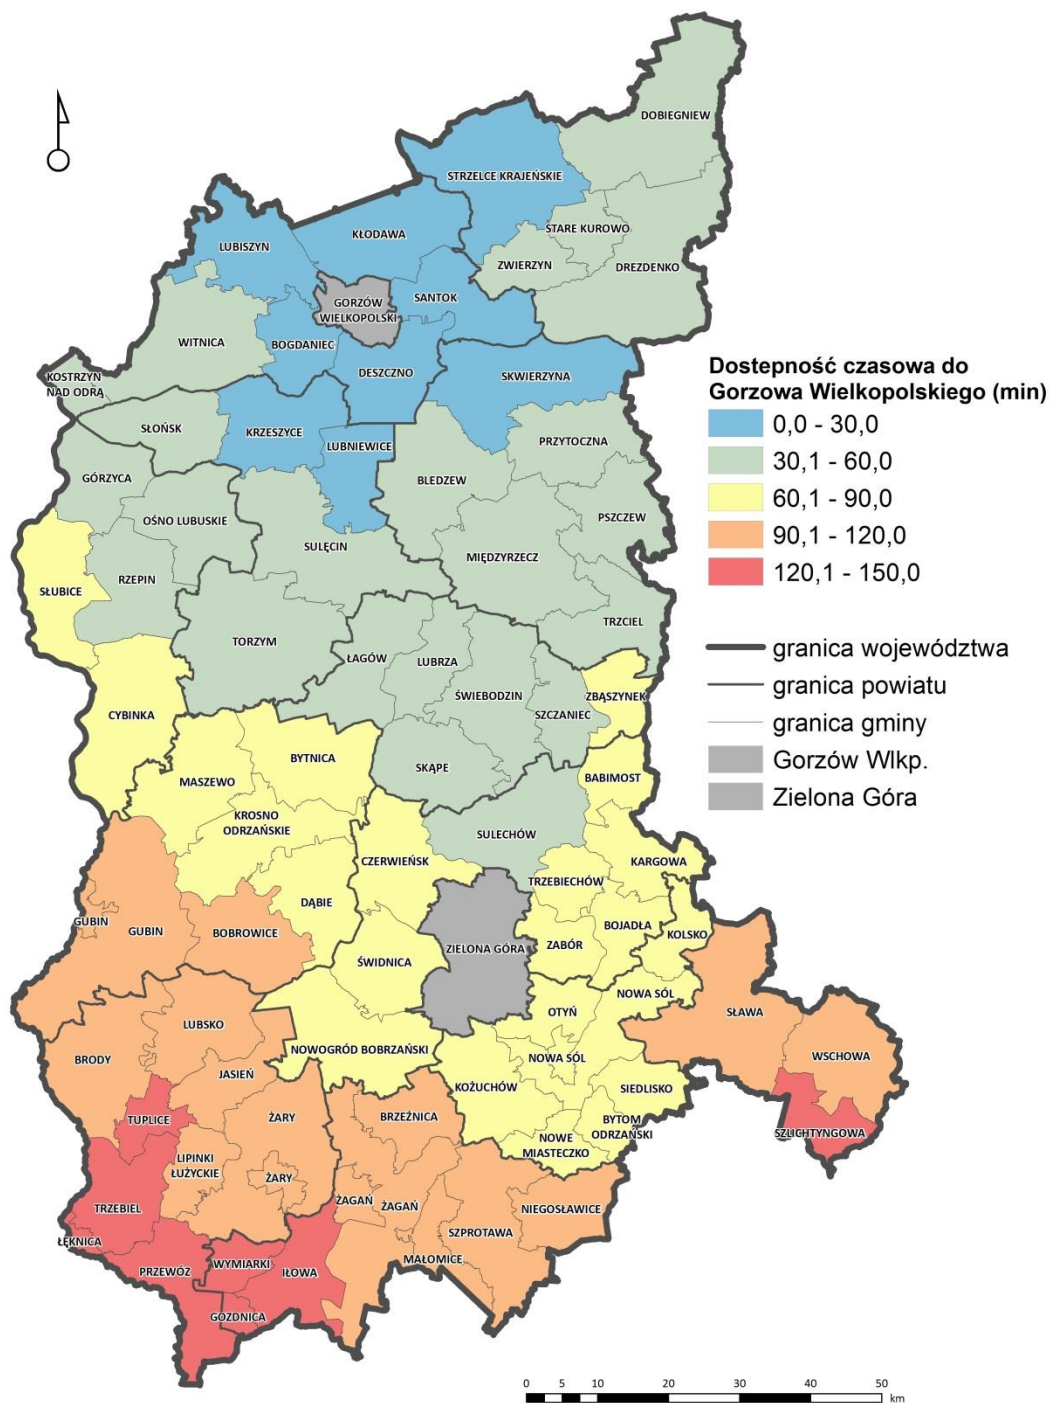 DOBIEGNIEW
STRZELCE KRAJEŃSKIE
STARE KUROWO
KŁODAWA
LUBISZYN
ZWIERZYN
DREZDENKO
GORZÓW
WIELKOPOLSKI
SANTOK
WITNICA
BOGDANIEC
DESZCZNO
SKWIERZYNA
KOSTRZYN
NAD ODRĄ
SŁOŃSK
KRZESZYCE
LUBNIEWICE
PRZYTOCZNA
GÓRZYCA
BLEDZEW
OŚNO LUBUSKIE
PSZCZEW
SULĘCIN
MIĘDZYRZECZ
RZEPIN
SŁUBICE
TRZCIEL
TORZYM
ŁAGÓW
LUBRZA
ŚWIEBODZIN
ZBĄSZYNEK
SZCZANIEC
CYBINKA
BYTNICA
SKĄPE
MASZEWO
BABIMOST
KROSNO
ODRZAŃSKIE
SULECHÓW
CZERWIEŃSK
KARGOWA
TRZEBIECHÓW
DĄBIE
GUBIN
GUBIN
BOBROWICE
BOJADŁA
KOLSKO
ZIELONA GÓRA
ZABÓR
ŚWIDNICA
NOWA SÓL
OTYŃ
SŁAWA
LUBSKO
NOWOGRÓD BOBRZAŃSKI
NOWA SÓL
WSCHOWA
BRODY
JASIEŃ
KOŻUCHÓW
SIEDLISKO
TUPLICE
ŻARY
BRZEŹNICA
BYTOM
ODRZAŃSKI
SZLICHTYNGOWA
NOWE
MIASTECZKO
LIPINKI
ŁUŻYCKIE
ŻARY
ŻAGAŃ
ŻAGAŃ
TRZEBIEL
NIEGOSŁAWICE
SZPROTAWA
ŁĘKNICA
PRZEWÓZ
WYMIARKI
IŁOWA
MAŁOMICE
GOZDNICA
Dostępność czasowa do
Gorzowa Wielkopolskiego (min)
0,0 - 30,0
30,1 - 60,0
60,1 - 90,0
90,1 - 120,0
120,1 - 150,0
granica województwa
granica powiatu
granica gminy
Gorzów Wlkp.
Zielona Góra
0 5 10 20 30 40 50
km